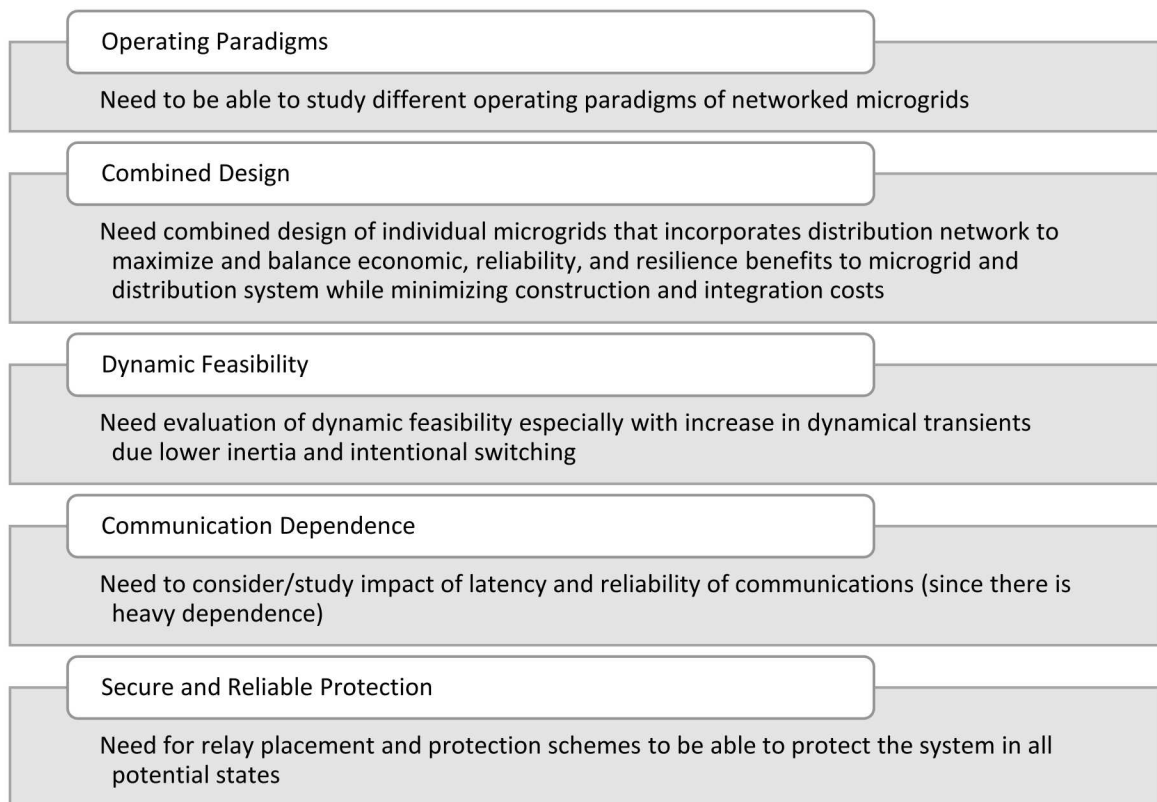 Operating Paradigms
Need to be able to study different operating paradigms of networked microgrids
Combined Design
Need combined design of individual microgrids that incorporates distribution network to
maximize and balance economic, reliability, and resilience benefits to microgrid and
distribution system while minimizing construction and integration costs
Dynamic Feasibility
Need evaluation of dynamic feasibility especially with increase in dynamical transients
due lower inertia and intentional switching
Communication Dependence
Need to consider/study impact of latency and reliability of communications (since there is
heavy dependence)
Secure and Reliable Protection
Need for relay placement and protection schemes to be able to protect the system in all
potential states